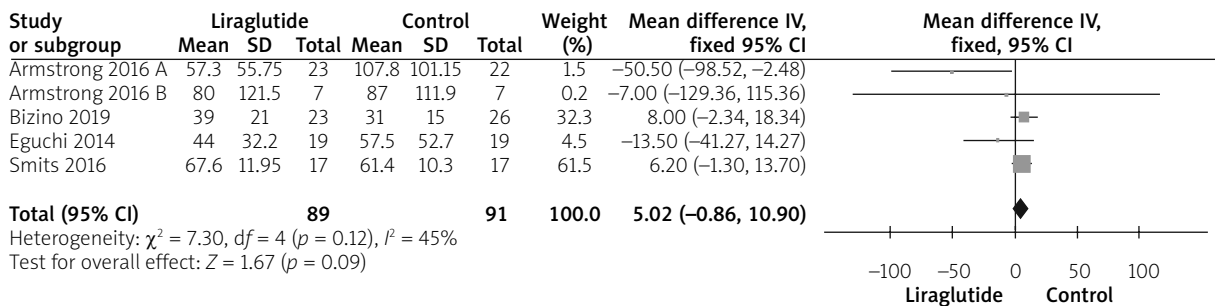 Study Liraglutide Control Weight Mean difference IV, Mean difference IV,
or subgroup Mean SD Total Mean SD Total (%) fixed 95% CI fixed, 95% CI
Armstrong 2016 A 57.3 55.75 23 107.8 101.15 22 1.5 −50.50 (−98.52, −2.48)
Armstrong 2016 B 80 121.5 7 87 111.9 7 0.2 −7.00 (−129.36, 115.36)
Bizino 2019 39 21 23 31 15 26 32.3 8.00 (−2.34, 18.34)
Eguchi 2014 44 32.2 19 57.5 52.7 19 4.5 −13.50 (−41.27, 14.27)
Smits 2016 67.6 11.95 17 61.4 10.3 17 61.5 6.20 (−1.30, 13.70)
Total (95% CI) 89 91 100.0 5.02 (−0.86, 10.90)
Heterogeneity: χ² = 7.30, df = 4 (p = 0.12), I² = 45%
Test for overall effect: Z = 1.67 (p = 0.09)
−100 −50 0 50 100
Liraglutide Control